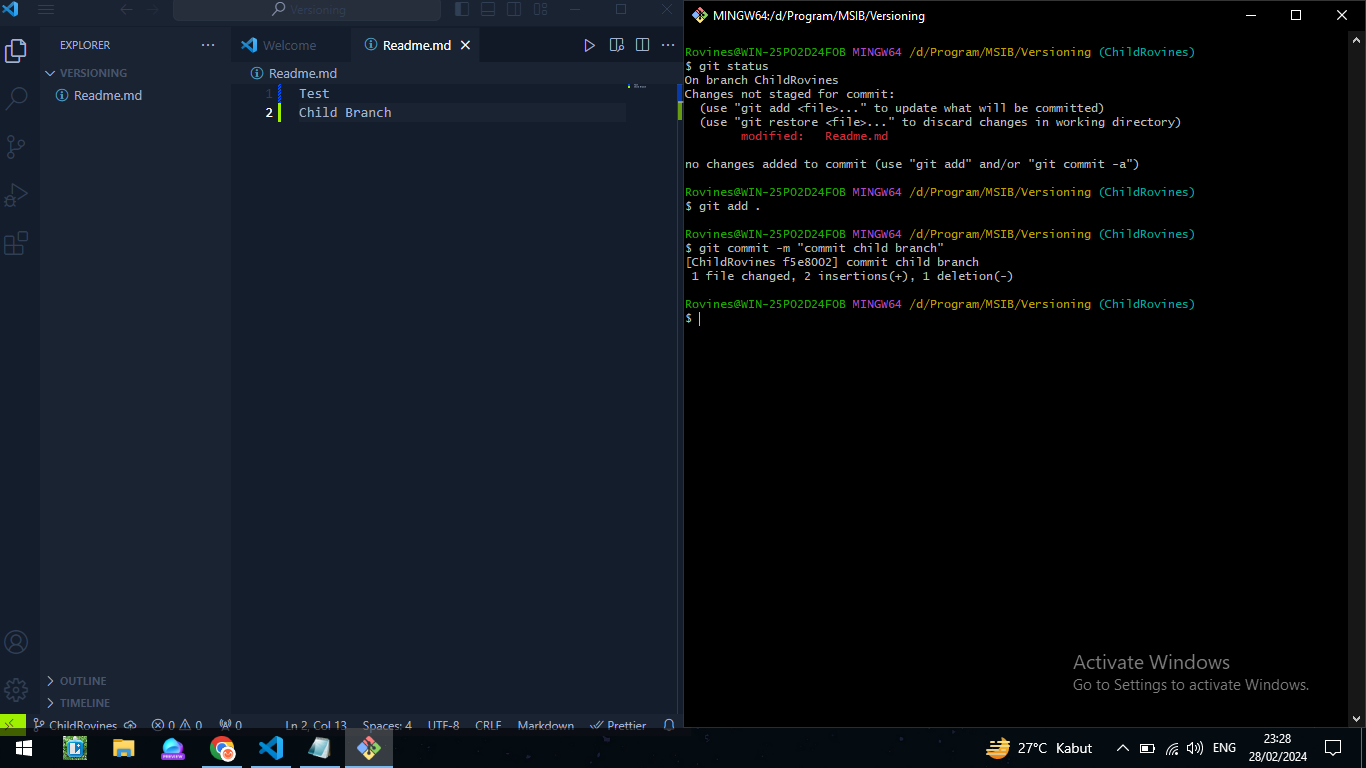 Versioning
EXPLORER
VERSIONING
Readme.md
OUTLINE
TIMELINE
Welcome
Readme.md
Readme.md
1 Test
2 Child Branch
ChildRovines
0 0
0
Ln 2, Col 13
Spaces: 4
UTF-8
CRLF
Markdown
Prettier
MINGW64:/d/Program/MSIB/Versioning
Rovines@WIN-25PO2D24FOB MINGW64 /d/Program/MSIB/Versioning (ChildRovines)
$ git status
On branch ChildRovines
Changes not staged for commit:
(use "git add <file>..." to update what will be committed)
(use "git restore <file>..." to discard changes in working directory)
modified: Readme.md
no changes added to commit (use "git add" and/or "git commit -a")
Rovines@WIN-25PO2D24FOB MINGW64 /d/Program/MSIB/Versioning (ChildRovines)
$ git add .
Rovines@WIN-25PO2D24FOB MINGW64 /d/Program/MSIB/Versioning (ChildRovines)
$ git commit -m "commit child branch"
[ChildRovines f5e8002] commit child branch
1 file changed, 2 insertions(+), 1 deletion(-)
Rovines@WIN-25PO2D24FOB MINGW64 /d/Program/MSIB/Versioning (ChildRovines)
$
Activate Windows
Go to Settings to activate Windows.
PREVIEW
27°C Kabut
ENG
23:28
28/02/2024